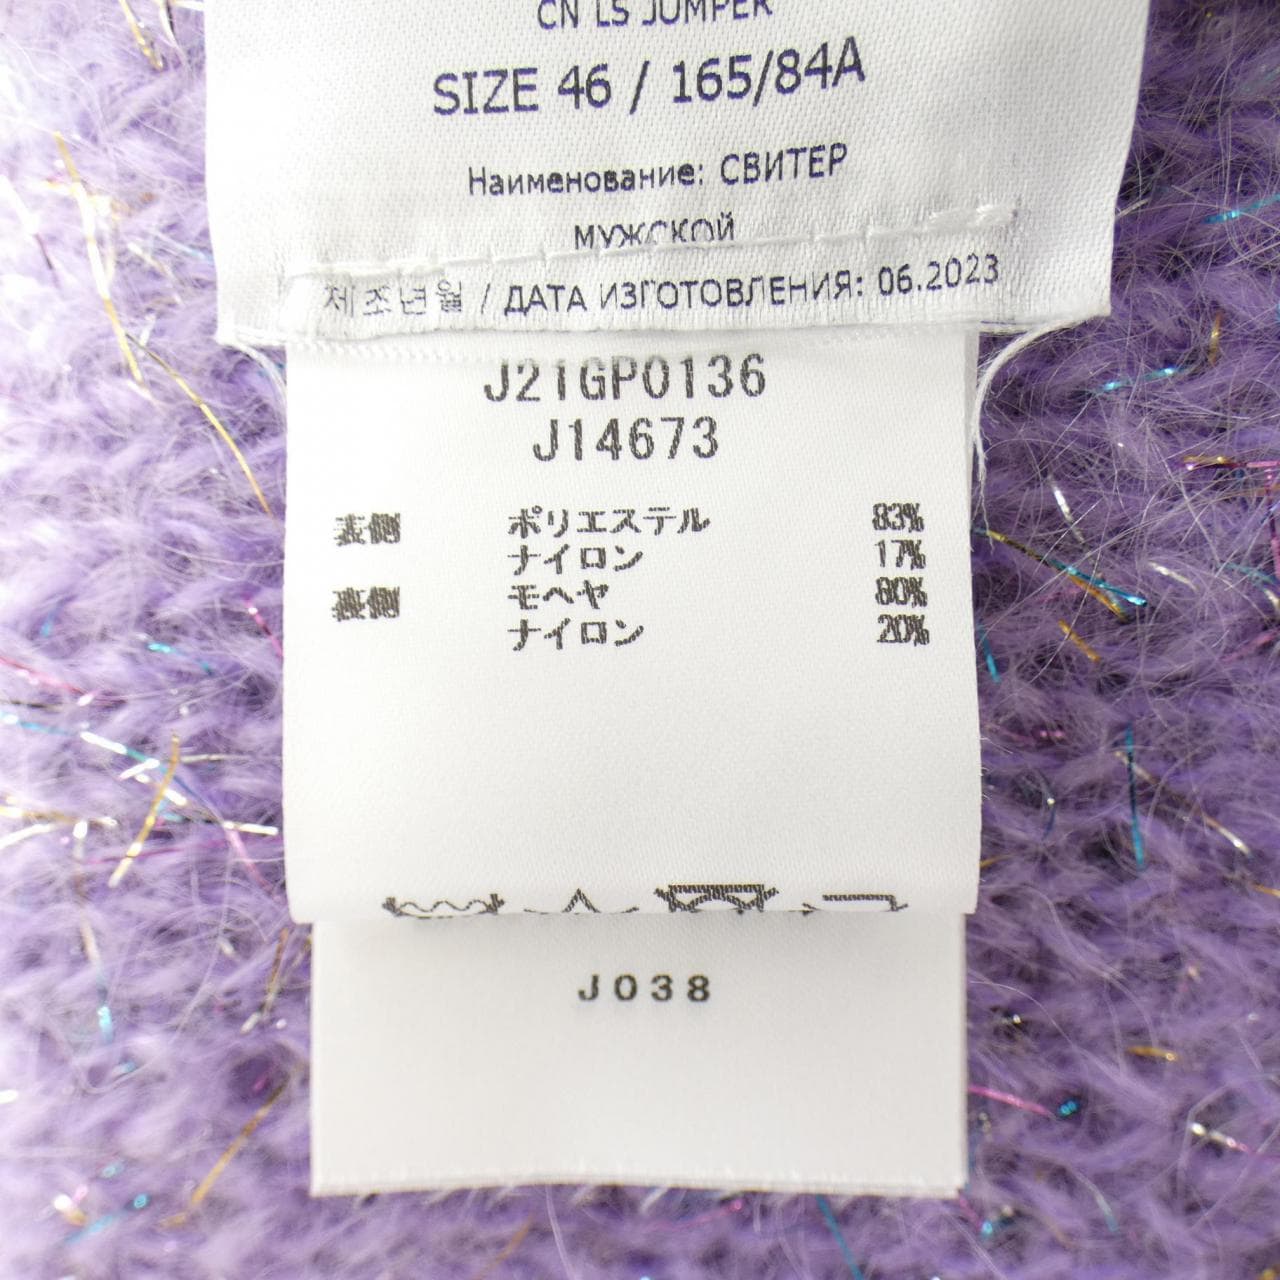 CN LS JUMPER
SIZE 46 / 165/84A
Наименование: СВИТЕР
МУЖСКОЙ
제조년월 / ДАТА ИЗГОТОВЛЕНИЯ: 06.2023
J21GP0136
J14673
表側 ポリエステル 83%
ナイロン 17%
裏側 モヘヤ 80%
ナイロン 20%
J038